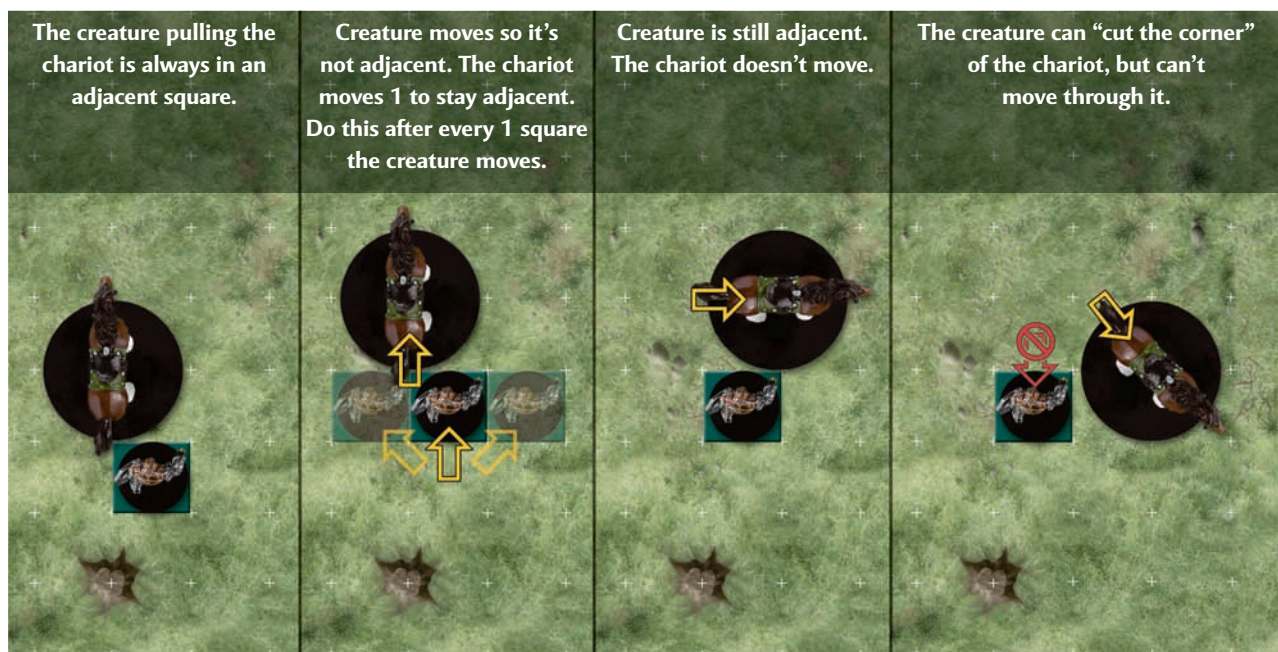 The creature pulling the
chariot is always in an
adjacent square.
Creature moves so it's
not adjacent. The chariot
moves 1 to stay adjacent.
Do this after every 1 square
the creature moves.
Creature is still adjacent.
The chariot doesn't move.
The creature can “cut the corner”
of the chariot, but can't
move through it.